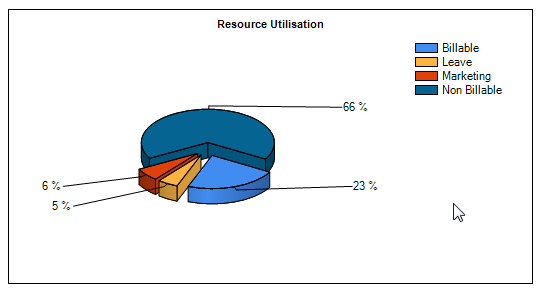 Resource Utilisation
Billable
Leave
Marketing
Non Billable
66 %
6 %
23 %
5 %